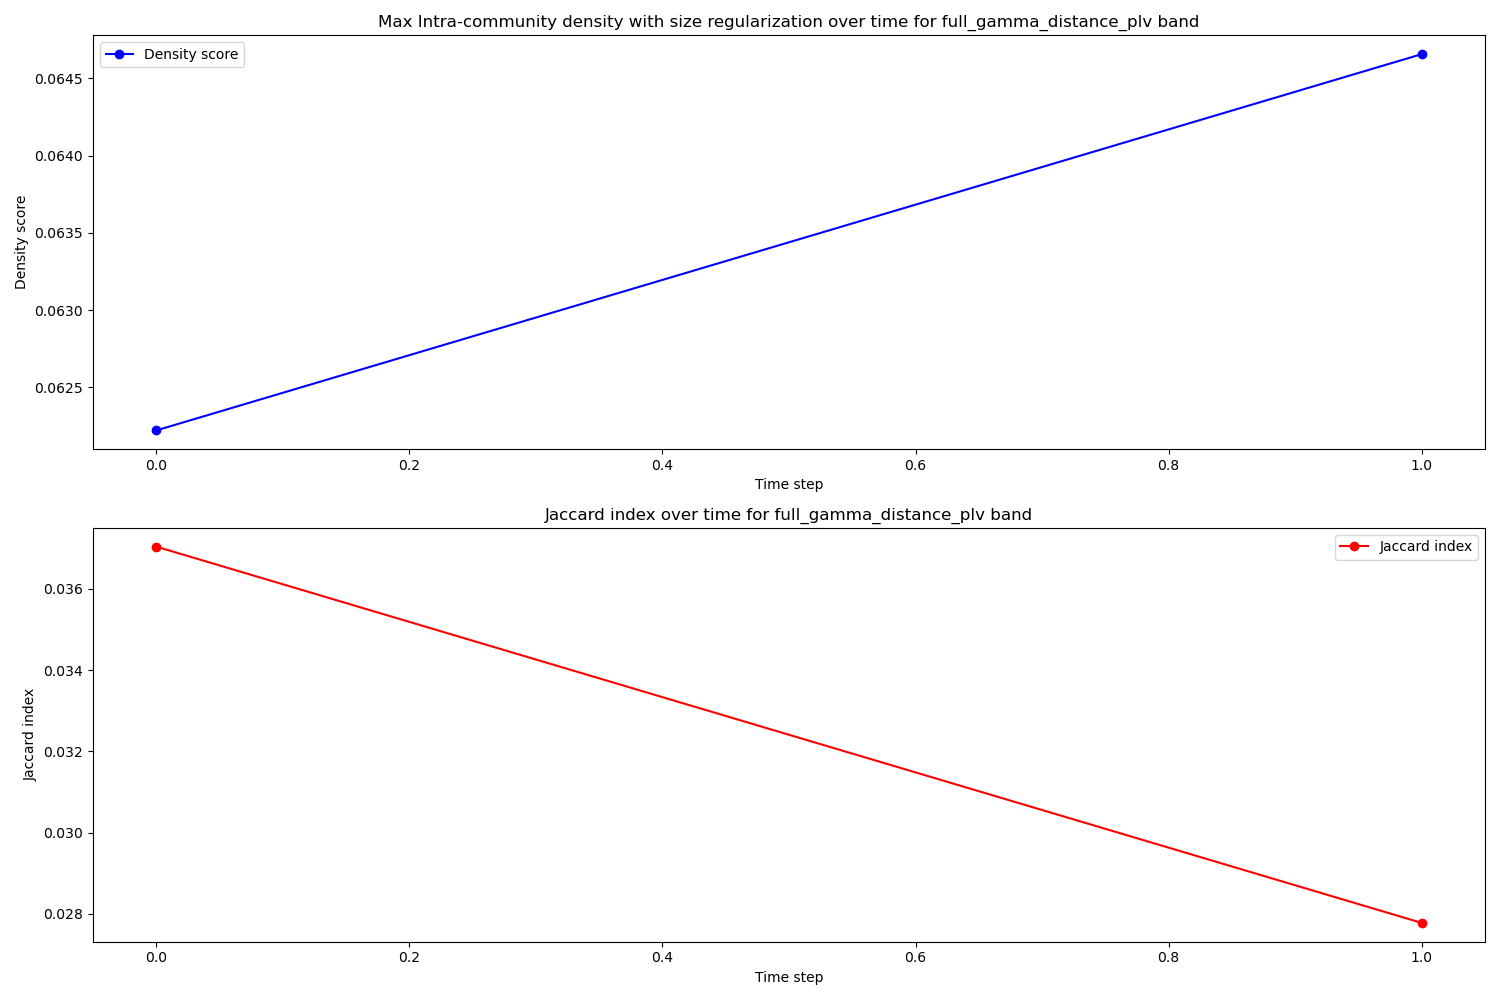 Max Intra-community density with size regularization over time for full_gamma_distance_plv band
Density score
0.0645
0.0640
0.0635
0.0630
0.0625
Density score
0.0 0.2 0.4 0.6 0.8 1.0
Time step
Jaccard index over time for full_gamma_distance_plv band
Jaccard index
0.036
0.034
0.032
0.030
0.028
Jaccard index
0.0 0.2 0.4 0.6 0.8 1.0
Time step